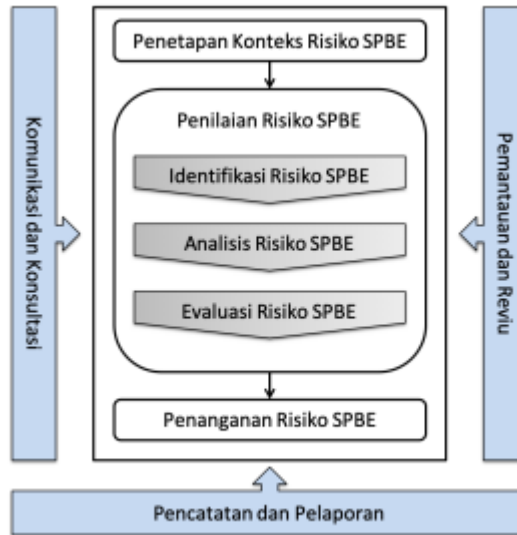 Penetapan Konteks Risiko SPBE
Penilaian Risiko SPBE
Identifikasi Risiko SPBE
Analisis Risiko SPBE
Evaluasi Risiko SPBE
Penanganan Risiko SPBE
Komunikasi dan Konsultasi
Pemantauan dan Reviu
Pencatatan dan Pelaporan